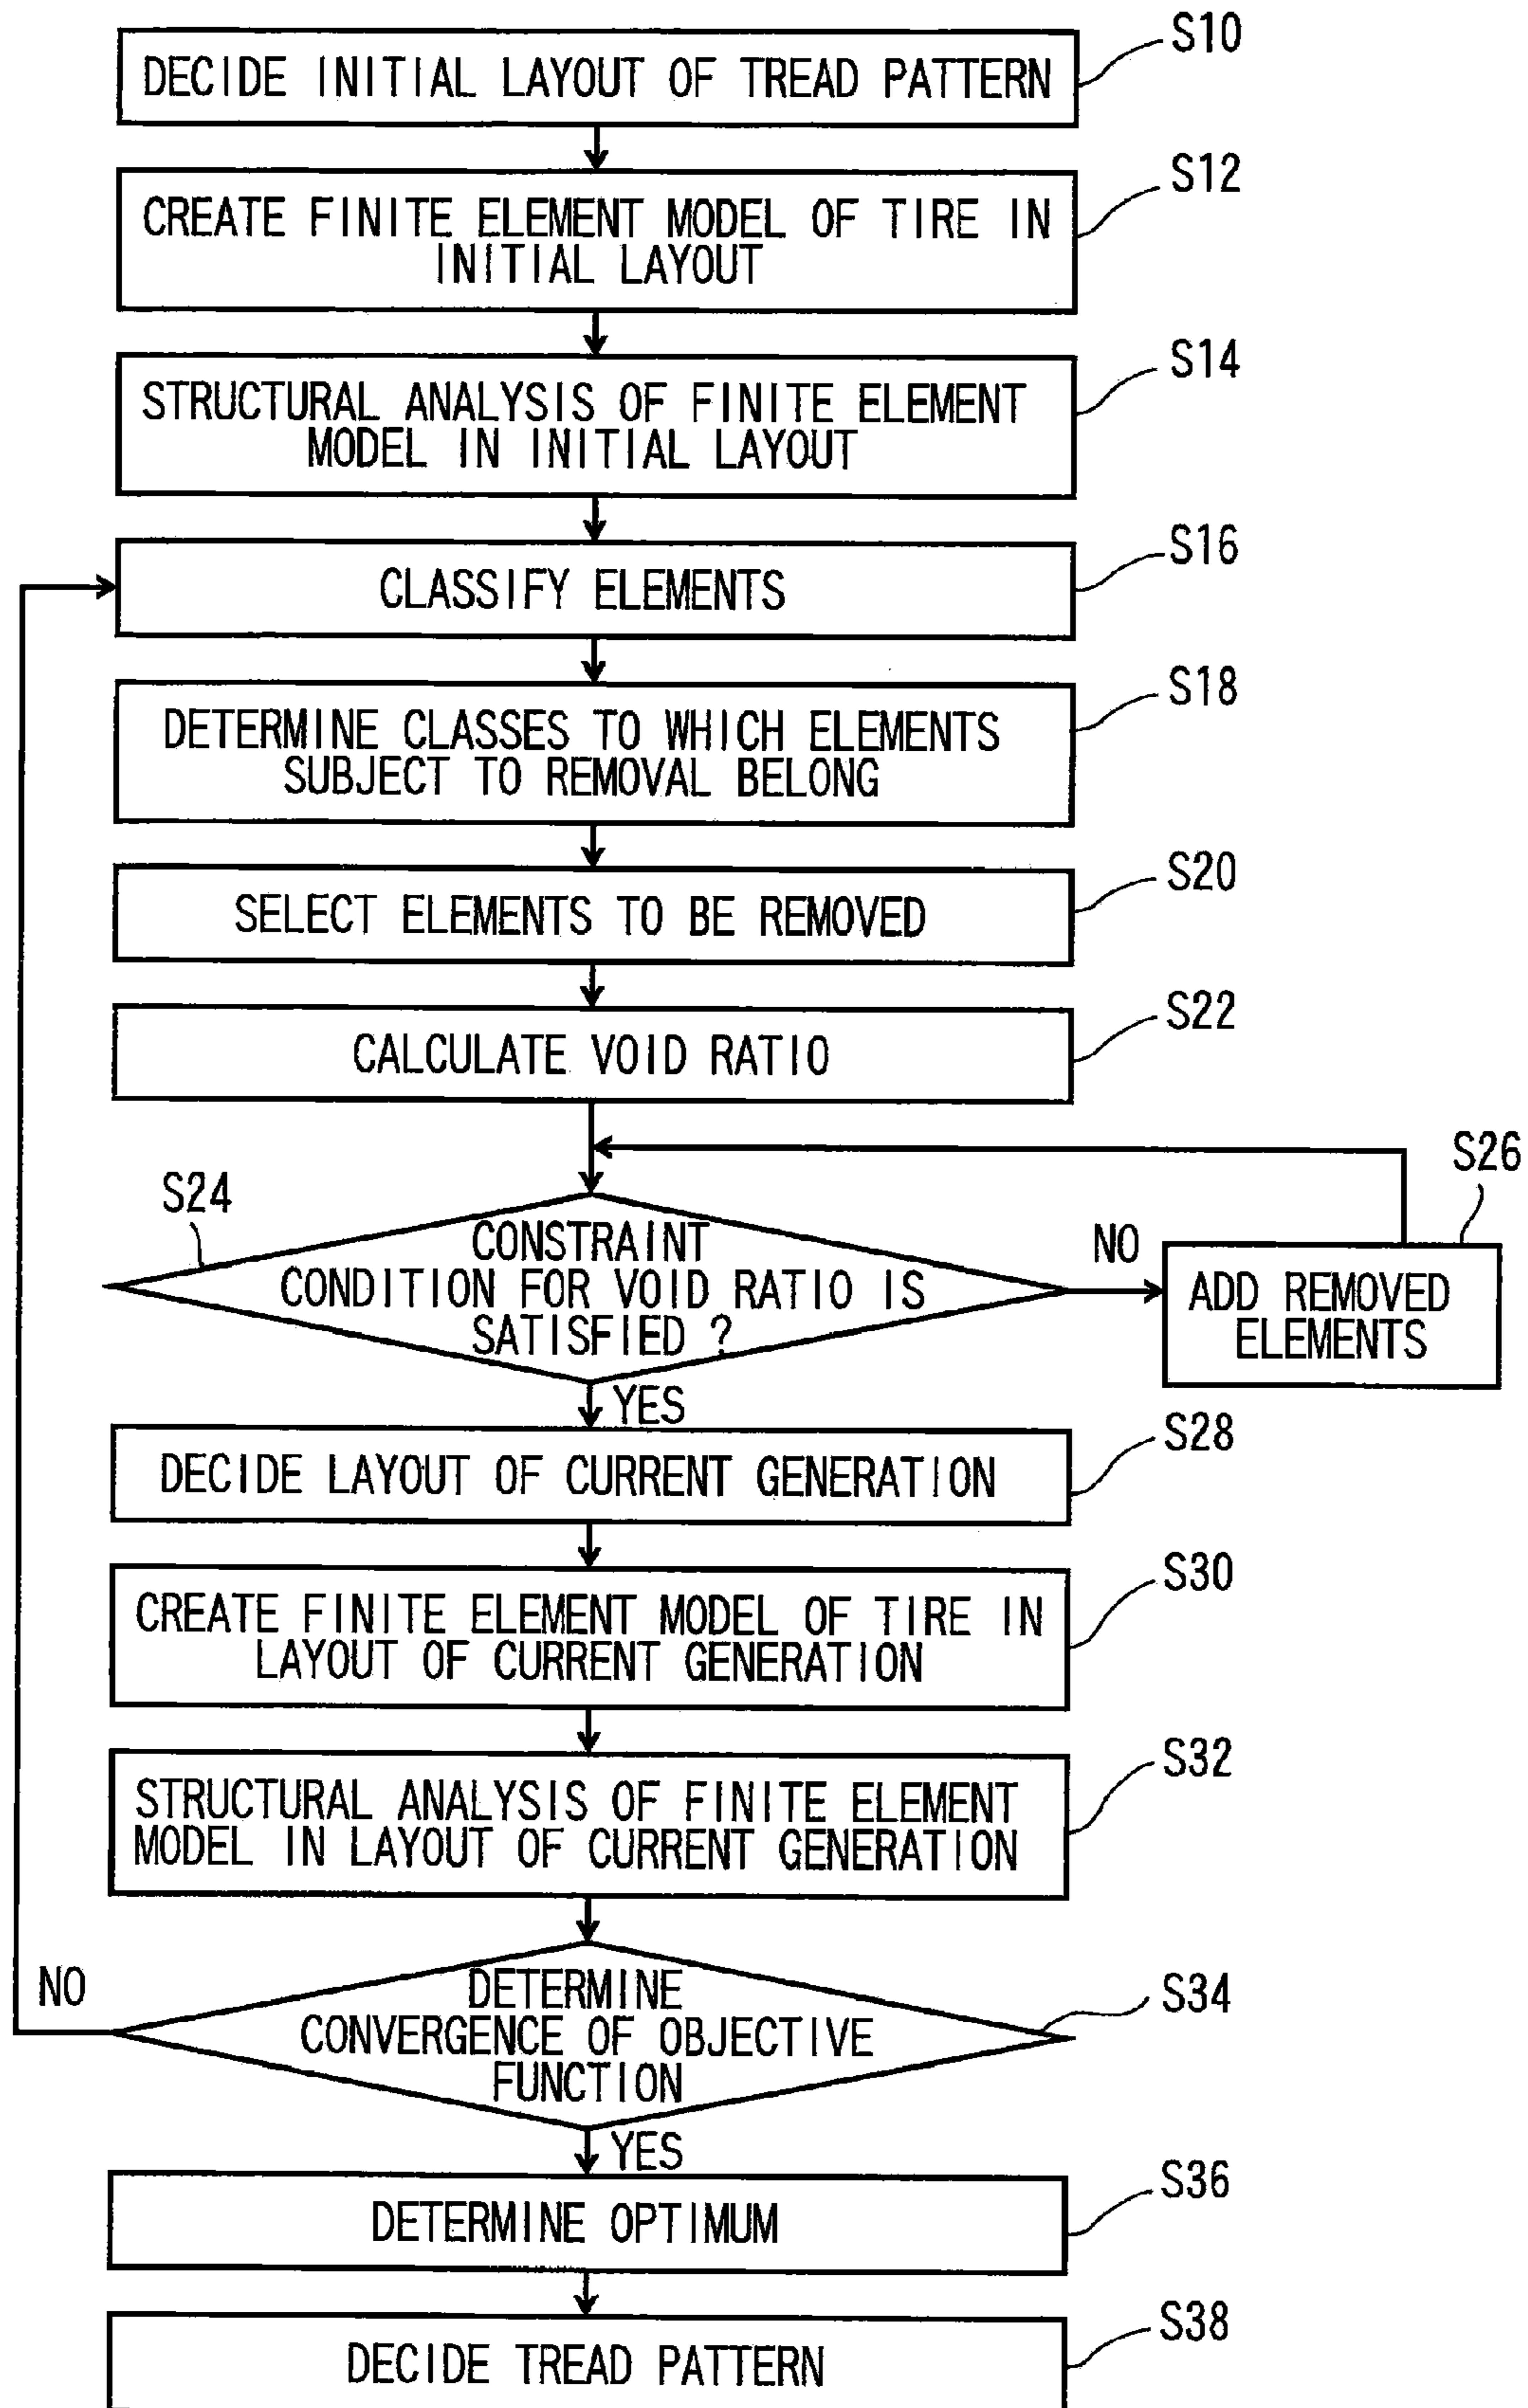 S10
DECIDE INITIAL LAYOUT OF TREAD PATTERN
S12
CREATE FINITE ELEMENT MODEL OF TIRE IN
INITIAL LAYOUT
S14
STRUCTURAL ANALYSIS OF FINITE ELEMENT
MODEL IN INITIAL LAYOUT
S16
CLASSIFY ELEMENTS
S18
DETERMINE CLASSES TO WHICH ELEMENTS
SUBJECT TO REMOVAL BELONG
S20
SELECT ELEMENTS TO BE REMOVED
S22
CALCULATE VOID RATIO
S24
CONSTRAINT
CONDITION FOR VOID RATIO IS
SATISFIED ?
NO
S26
ADD REMOVED
ELEMENTS
YES
S28
DECIDE LAYOUT OF CURRENT GENERATION
S30
CREATE FINITE ELEMENT MODEL OF TIRE IN
LAYOUT OF CURRENT GENERATION
S32
STRUCTURAL ANALYSIS OF FINITE ELEMENT
MODEL IN LAYOUT OF CURRENT GENERATION
NO
S34
DETERMINE
CONVERGENCE OF OBJECTIVE
FUNCTION
YES
S36
DETERMINE OPTIMUM
S38
DECIDE TREAD PATTERN